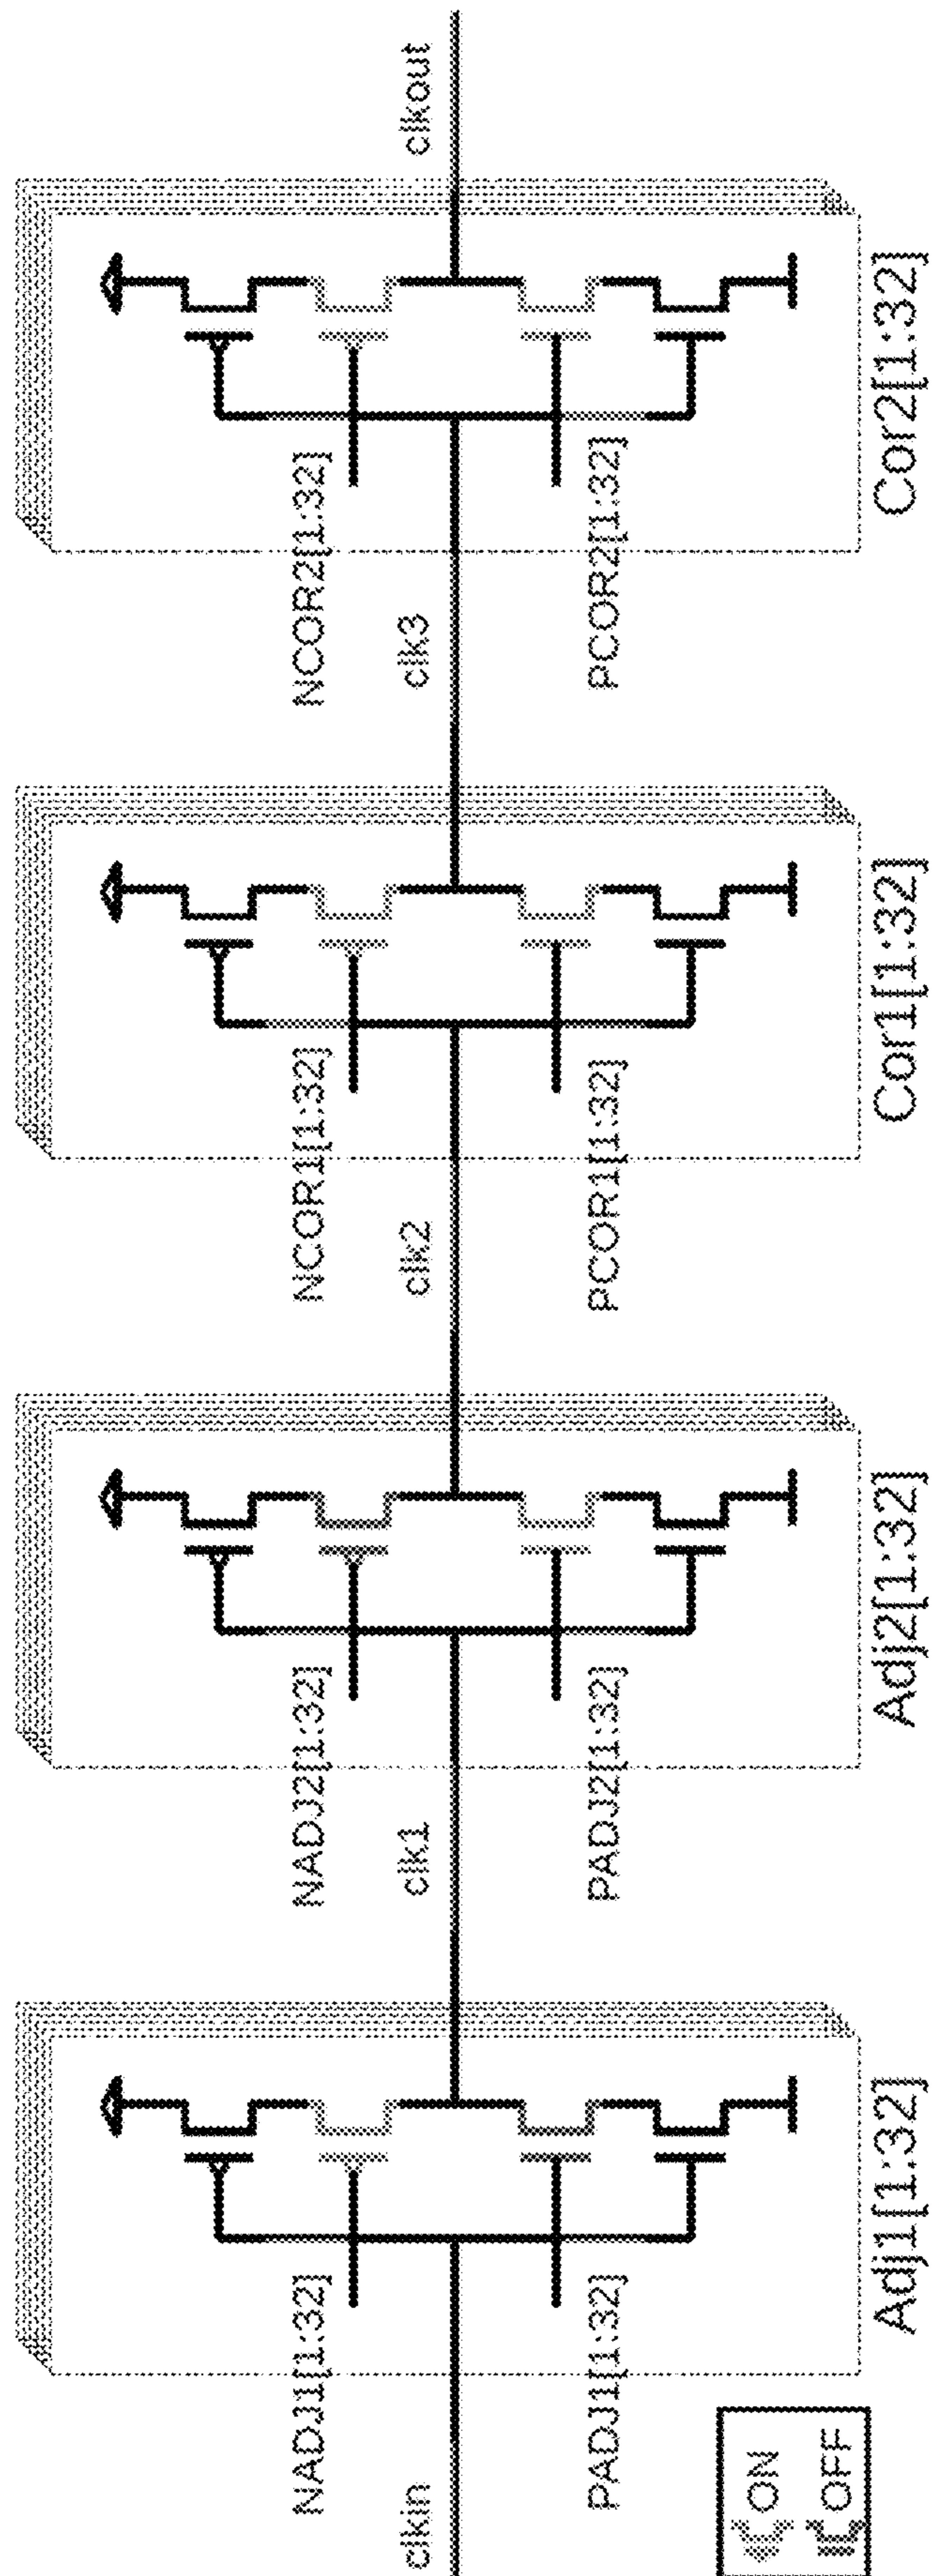 clkin
NADJ1[1:32]
PADJ1[1:32]
Adj1[1:32]
clk1
NADJ2[1:32]
PADJ2[1:32]
Adj2[1:32]
clk2
NCOR1[1:32]
PCOR1[1:32]
Cor1[1:32]
clk3
NCOR2[1:32]
PCOR2[1:32]
Cor2[1:32]
clkout
ON
OFF